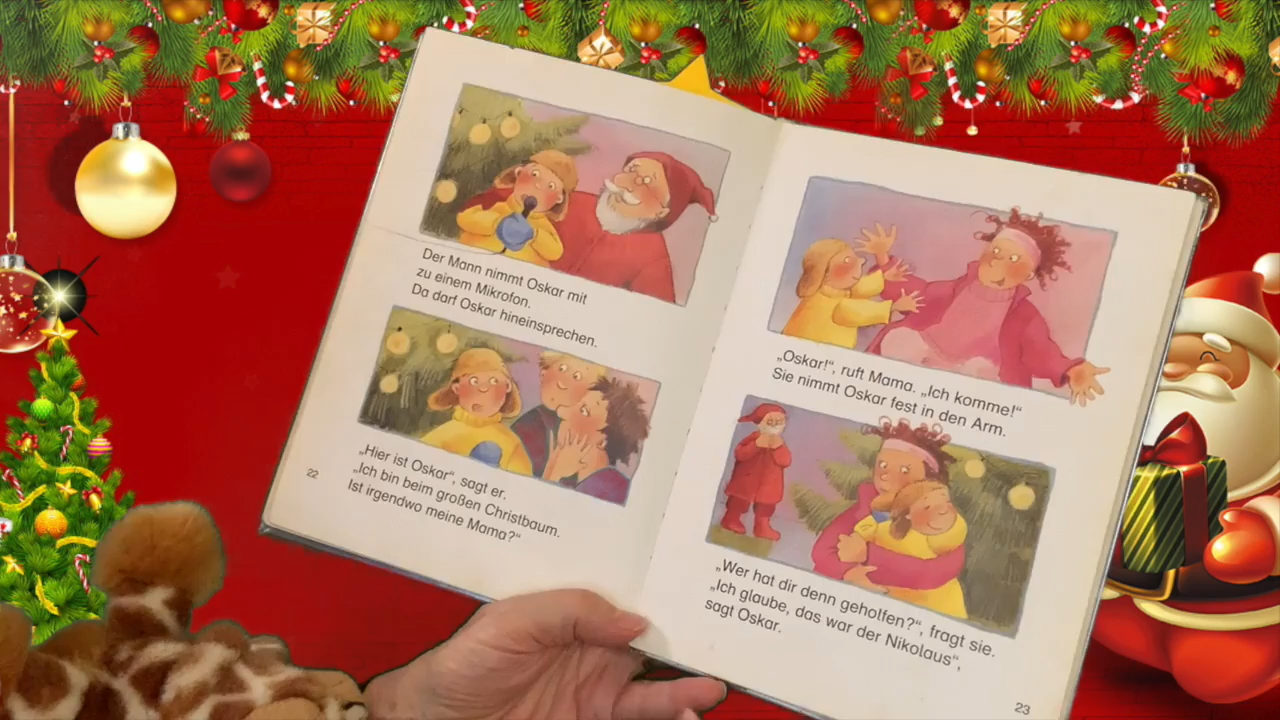 Der Mann nimmt Oskar mit
zu einem Mikrofon.
Da darf Oskar hineinsprechen.
„Hier ist Oskar“, sagt er.
„Ich bin beim großen Christbaum.
Ist irgendwo meine Mama?“
22
„Oskar!“, ruft Mama. „Ich komme!“
Sie nimmt Oskar fest in den Arm.
„Wer hat dir denn geholfen?“, fragt sie.
„Ich glaube, das war der Nikolaus“,
sagt Oskar.
23